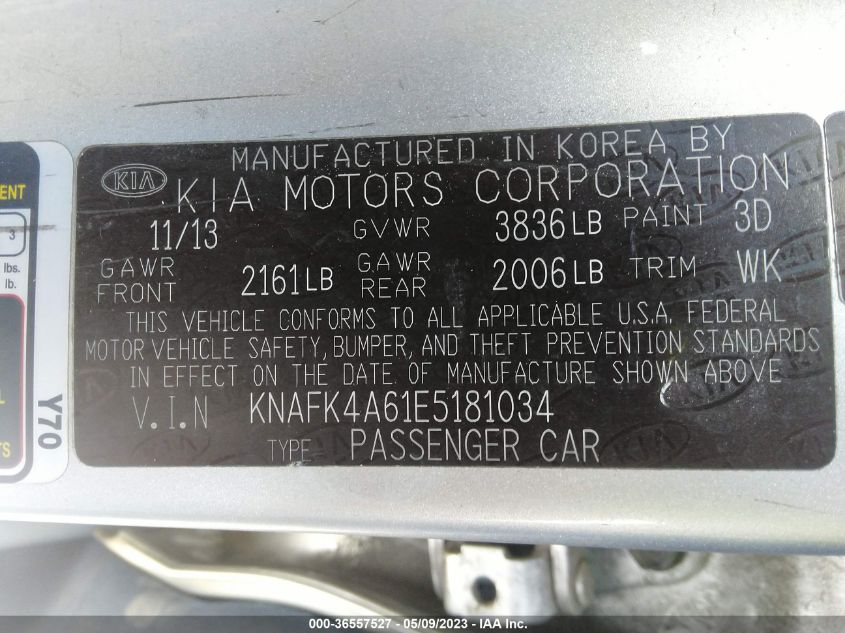 MANUFACTURED IN KOREA BY
KIA KIA MOTORS CORPORATION
11/13 GVWR 3836LB PAINT 3D
GAWR FRONT 2161LB GAWR REAR 2006LB TRIM WK
THIS VEHICLE CONFORMS TO ALL APPLICABLE U.S.A. FEDERAL
MOTOR VEHICLE SAFETY, BUMPER, AND THEFT PREVENTION STANDARDS
IN EFFECT ON THE DATE OF MANUFACTURE SHOWN ABOVE
V.I.N KNAFK4A61E5181034
TYPE PASSENGER CAR
3
lbs.
lb.
Y70
000-36557527 - 05/09/2023 - IAA Inc.